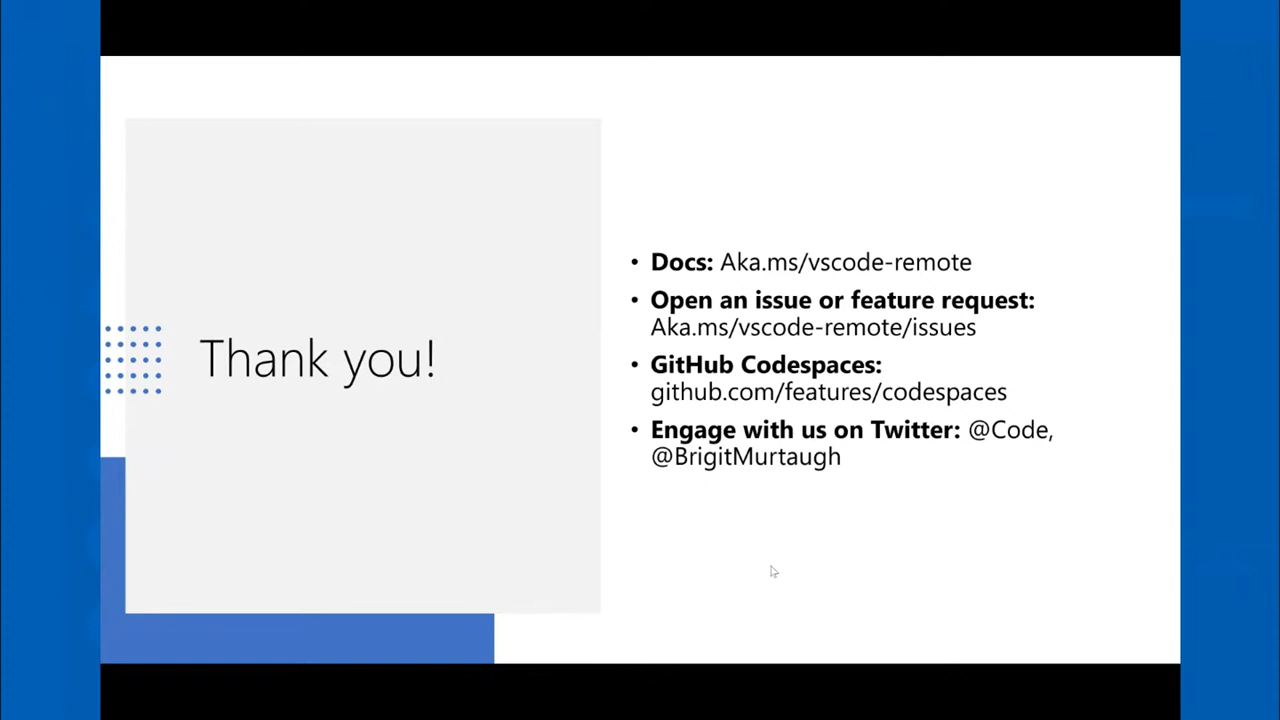 Thank you!
• Docs: Aka.ms/vscode-remote
• Open an issue or feature request:
Aka.ms/vscode-remote/issues
• GitHub Codespaces:
github.com/features/codespaces
• Engage with us on Twitter: @Code,
@BrigitMurtaugh